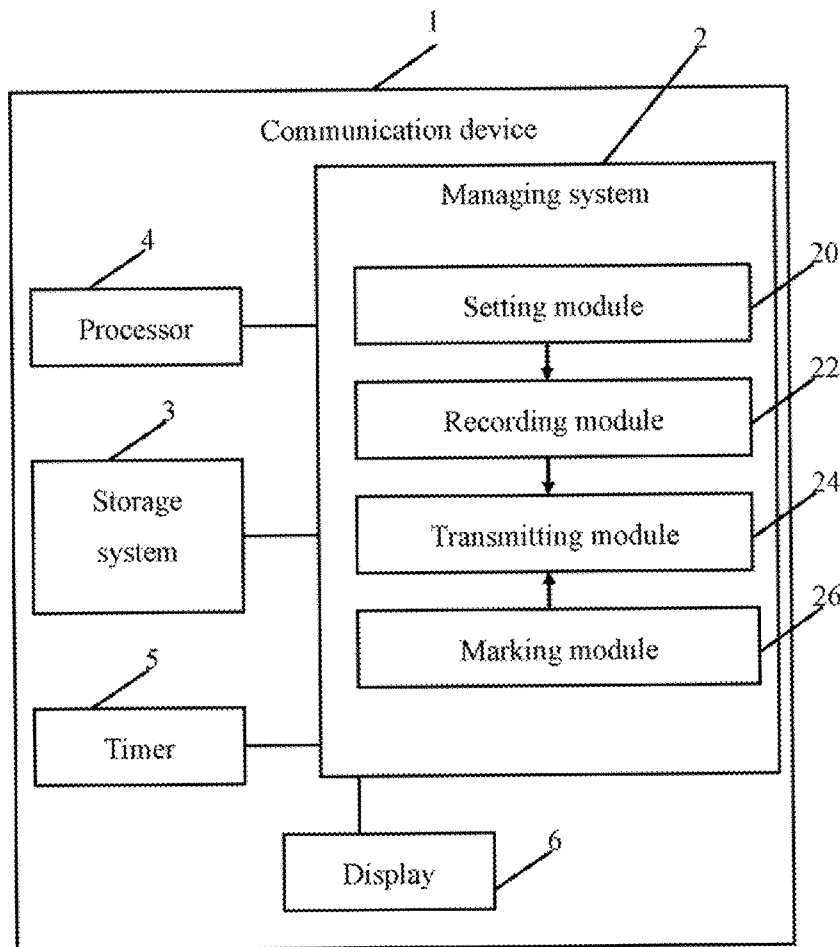 1
2
Communication device
Managing system
4
Processor
20
Setting module
22
Recording module
3
Storage
system
24
Transmitting module
26
Marking module
5
Timer
6
Display